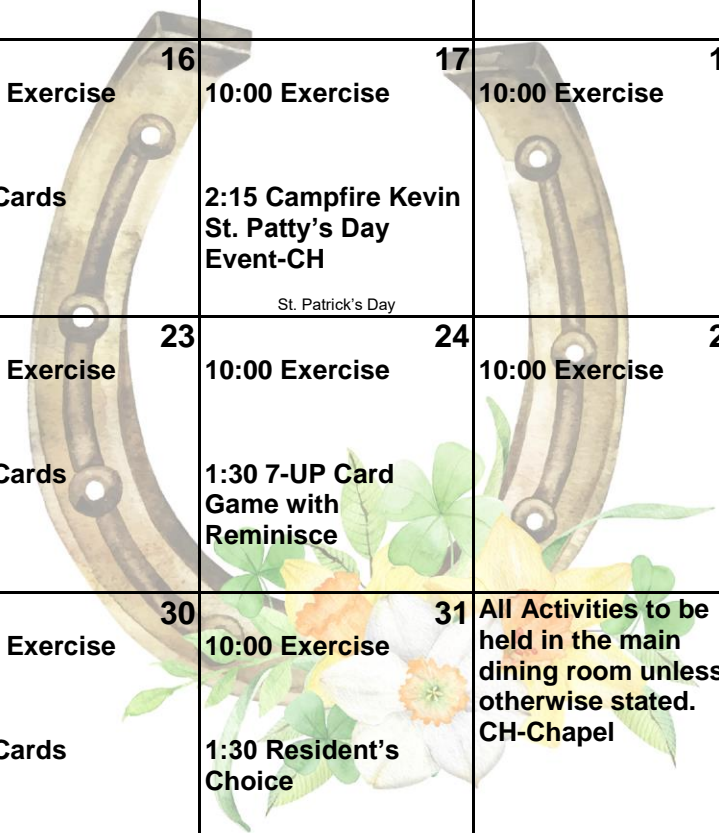 16
Exercise
Cards
17
10:00 Exercise
2:15 Campfire Kevin
St. Patty’s Day
Event-CH
St. Patrick’s Day
1
10:00 Exercise
23
Exercise
Cards
24
10:00 Exercise
1:30 7-UP Card
Game with
Reminisce
2
10:00 Exercise
30
Exercise
Cards
31
10:00 Exercise
1:30 Resident’s
Choice
All Activities to be
held in the main
dining room unless
otherwise stated.
CH-Chapel